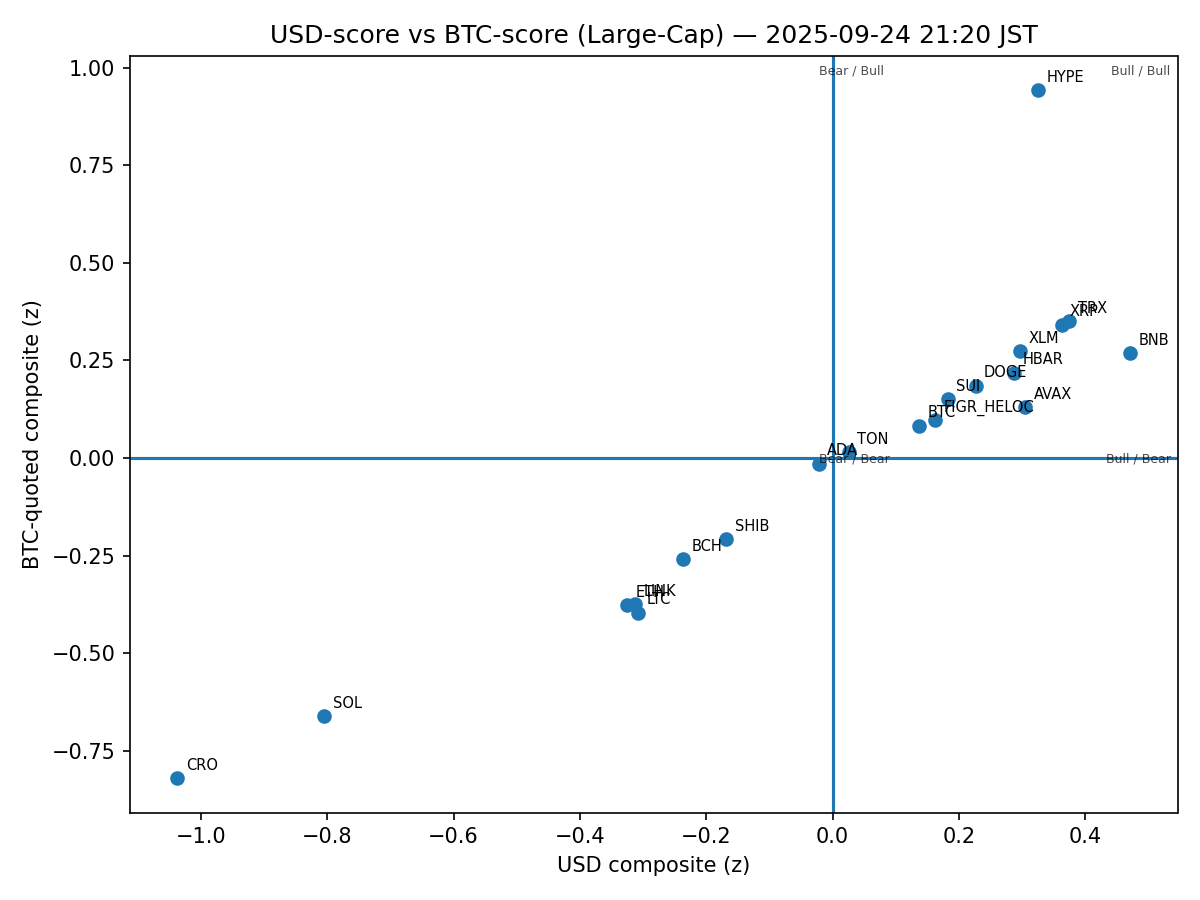 USD-score vs BTC-score (Large-Cap) — 2025-09-24 21:20 JST
Bear / Bull
Bull / Bull
HYPE
TRX
XRP
XLM
BNB
HBAR
DOGE
SUI
AVAX
FIGR_HELOC
BTC
TON
ADA
Bear / Bear
Bull / Bear
SHIB
BCH
ETH
LINK
LTC
SOL
CRO
1.00
0.75
0.50
0.25
0.00
−0.25
−0.50
−0.75
BTC-quoted composite (z)
−1.0
−0.8
−0.6
−0.4
−0.2
0.0
0.2
0.4
USD composite (z)